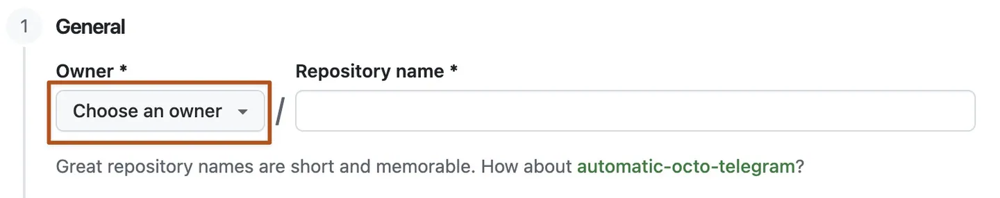 1 General
Owner * Repository name *
Choose an owner /
Great repository names are short and memorable. How about automatic-octo-telegram?